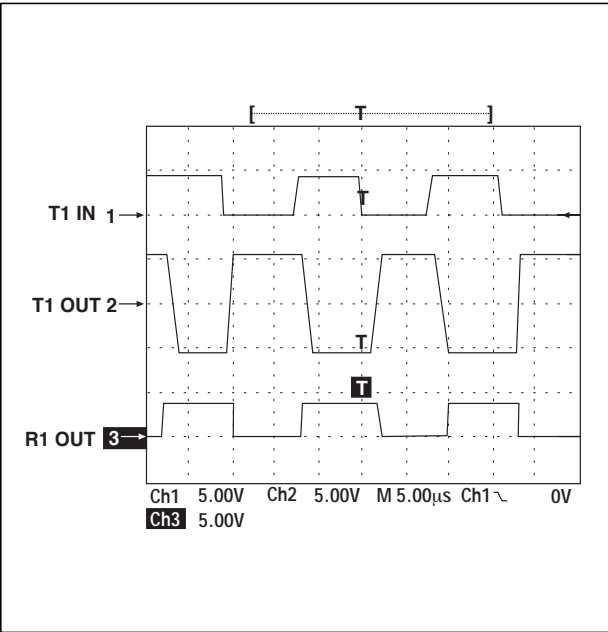 [ T ]
T
T1 IN 1
T1 OUT 2
T
T
R1 OUT 3
Ch1 5.00V Ch2 5.00V M 5.00µs Ch1 0V
Ch3 5.00V